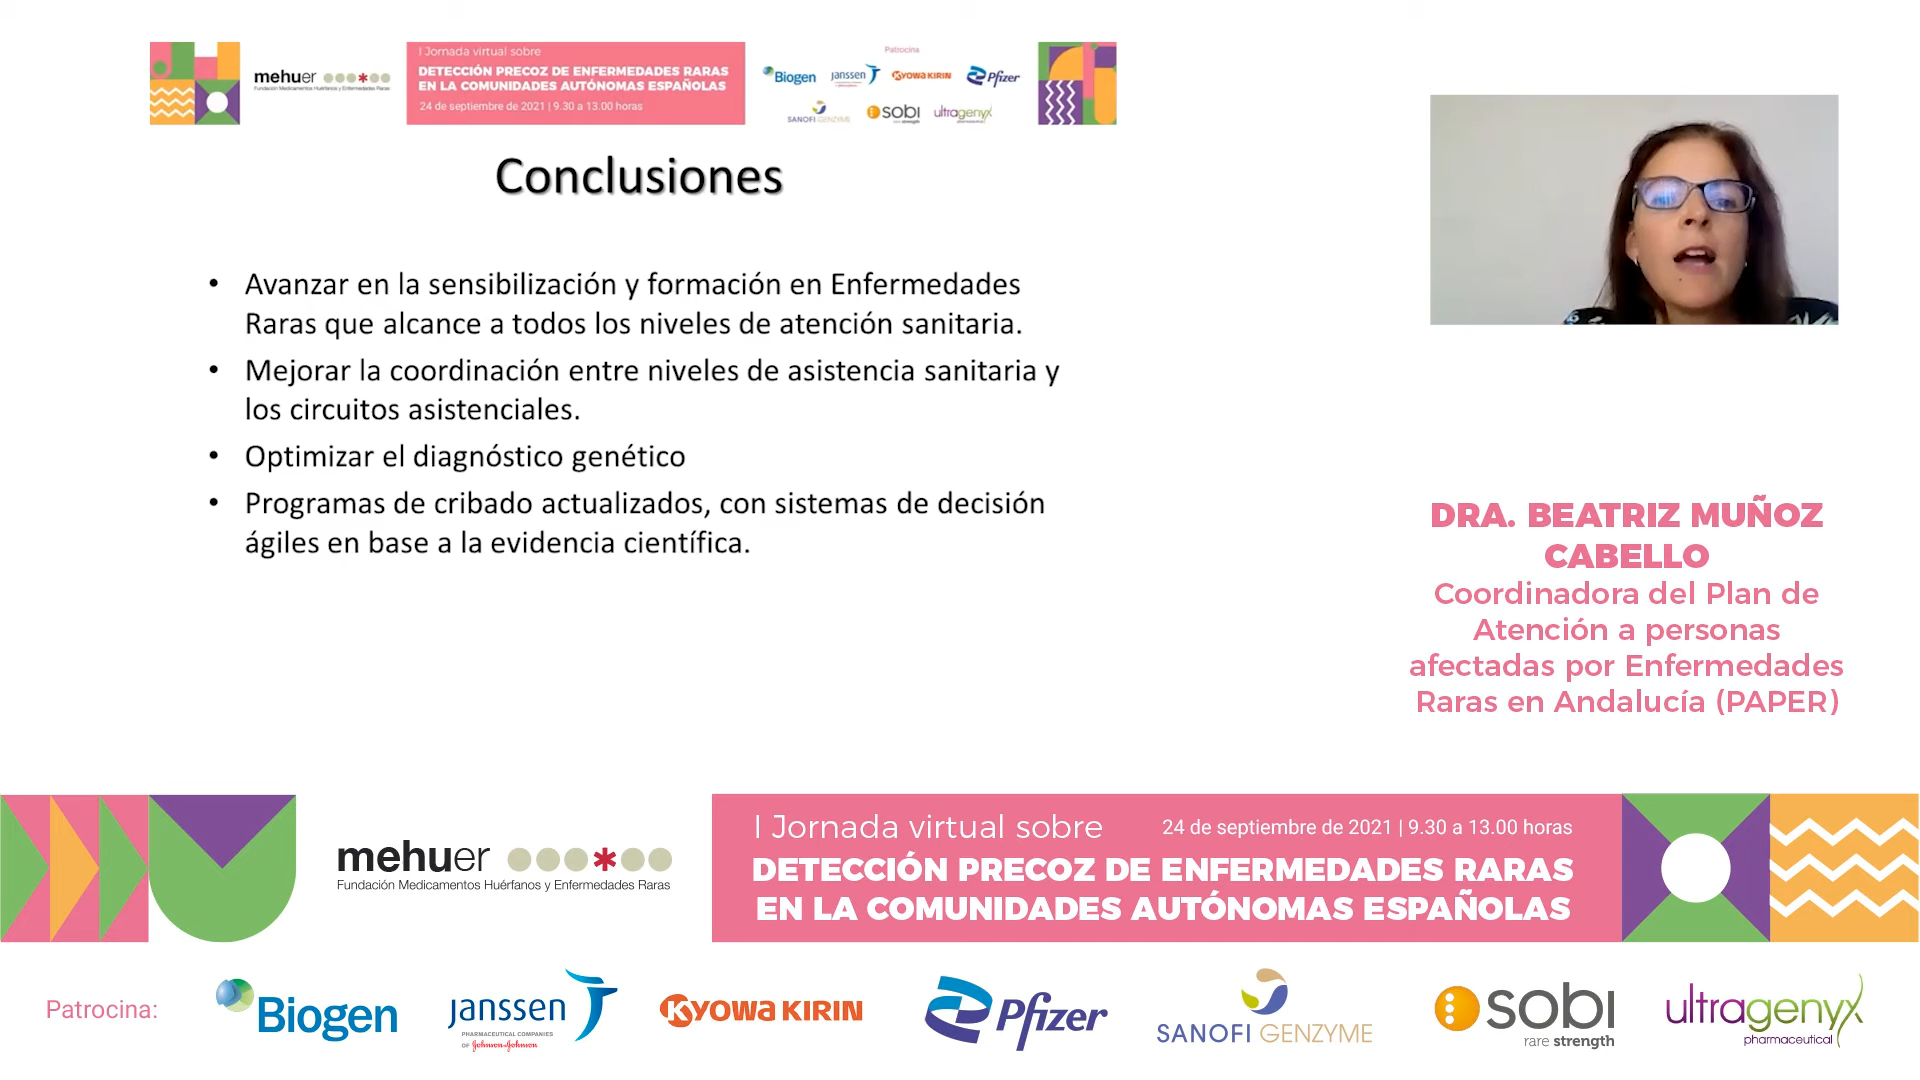 mehuer
Fundación Medicamentos Huérfanos y Enfermedades Raras
I Jornada virtual sobre
DETECCIÓN PRECOZ DE ENFERMEDADES RARAS
EN LA COMUNIDADES AUTÓNOMAS ESPAÑOLAS
24 de septiembre de 2021 | 9.30 a 13.00 horas
Patrocina
Biogen
janssen
KYOWA KIRIN
Pfizer
SANOFI GENZYME
sobi
rare strength
ultragenyx
pharmaceutical
Conclusiones
• Avanzar en la sensibilización y formación en Enfermedades
Raras que alcance a todos los niveles de atención sanitaria.
• Mejorar la coordinación entre niveles de asistencia sanitaria y
los circuitos asistenciales.
• Optimizar el diagnóstico genético
• Programas de cribado actualizados, con sistemas de decisión
ágiles en base a la evidencia científica.
DRA. BEATRIZ MUÑOZ
CABELLO
Coordinadora del Plan de
Atención a personas
afectadas por Enfermedades
Raras en Andalucía (PAPER)
mehuer
Fundación Medicamentos Huérfanos y Enfermedades Raras
I Jornada virtual sobre
24 de septiembre de 2021 | 9.30 a 13.00 horas
DETECCIÓN PRECOZ DE ENFERMEDADES RARAS
EN LA COMUNIDADES AUTÓNOMAS ESPAÑOLAS
Patrocina:
Biogen
janssen
PHARMACEUTICAL COMPANIES
OF Johnson & Johnson
KYOWA KIRIN
Pfizer
SANOFI GENZYME
sobi
rare strength
ultragenyx
pharmaceutical